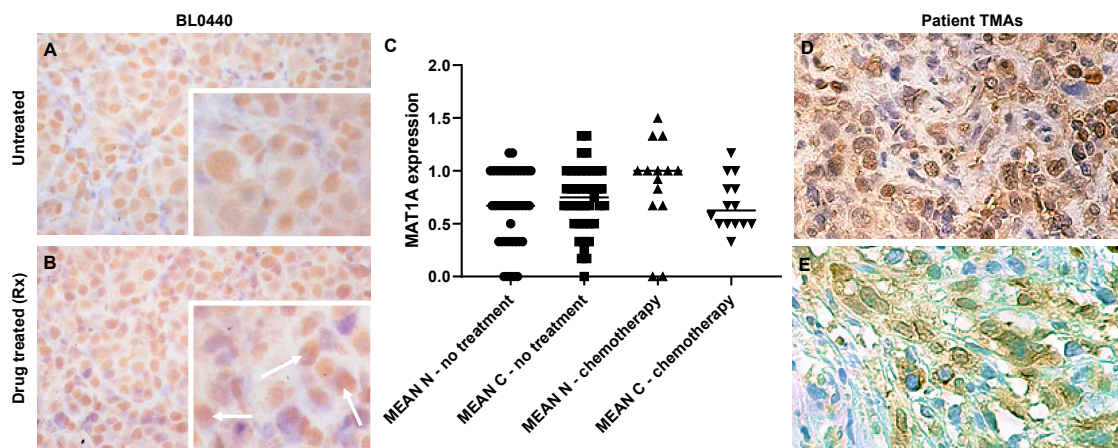 BL0440
Patient TMAs
Untreated
Drug treated (Rx)
A
B
C
D
E
MAT1A expression
2.0
1.5
1.0
0.5
0.0
MEAN N - no treatment
MEAN C - no treatment
MEAN N - chemotherapy
MEAN C - chemotherapy